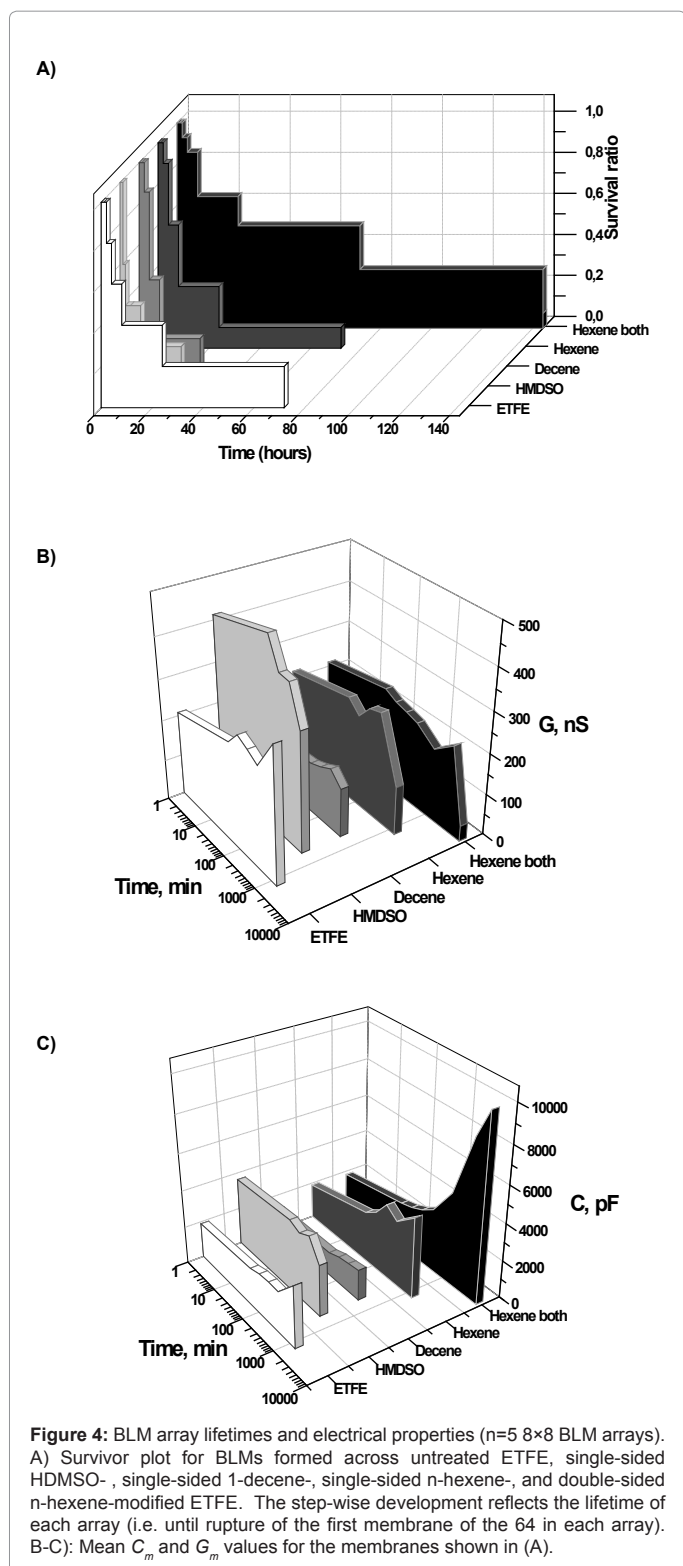 A)
1,0
0,8
0,6
0,4
0,2
0,0
Survival ratio
Hexene both
Hexene
Decene
HMDSO
ETFE
0 20 40 60 80 100 120 140
Time (hours)
B)
500
400
300
200
100
0
G, nS
1
10
100
1000
10000
Time, min
Hexene both
Hexene
Decene
HMDSO
ETFE
C)
10000
8000
6000
4000
2000
0
C, pF
1
10
100
1000
10000
Time, min
Hexene both
Hexene
Decene
HMDSO
ETFE
Figure 4: BLM array lifetimes and electrical properties (n=5 8×8 BLM arrays).
A) Survivor plot for BLMs formed across untreated ETFE, single-sided
HDMSO- , single-sided 1-decene-, single-sided n-hexene-, and double-sided
n-hexene-modified ETFE. The step-wise development reflects the lifetime of
each array (i.e. until rupture of the first membrane of the 64 in each array).
B-C): Mean Cm and Gm values for the membranes shown in (A).